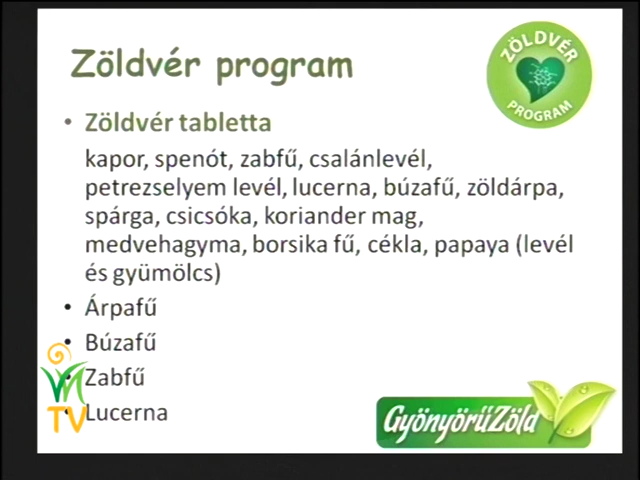 Zöldvér program
ZÖLDVÉR
PROGRAM
• Zöldvér tabletta
kapor, spenót, zabfű, csalánlevél,
petrezselyem levél, lucerna, búzafű, zöldárpa,
spárga, csicsóka, koriander mag,
medvehagyma, borsika fű, cékla, papaya (levél
és gyümölcs)
• Árpafű
• Búzafű
• Zabfű
• Lucerna
TV
GyönyörűZöld